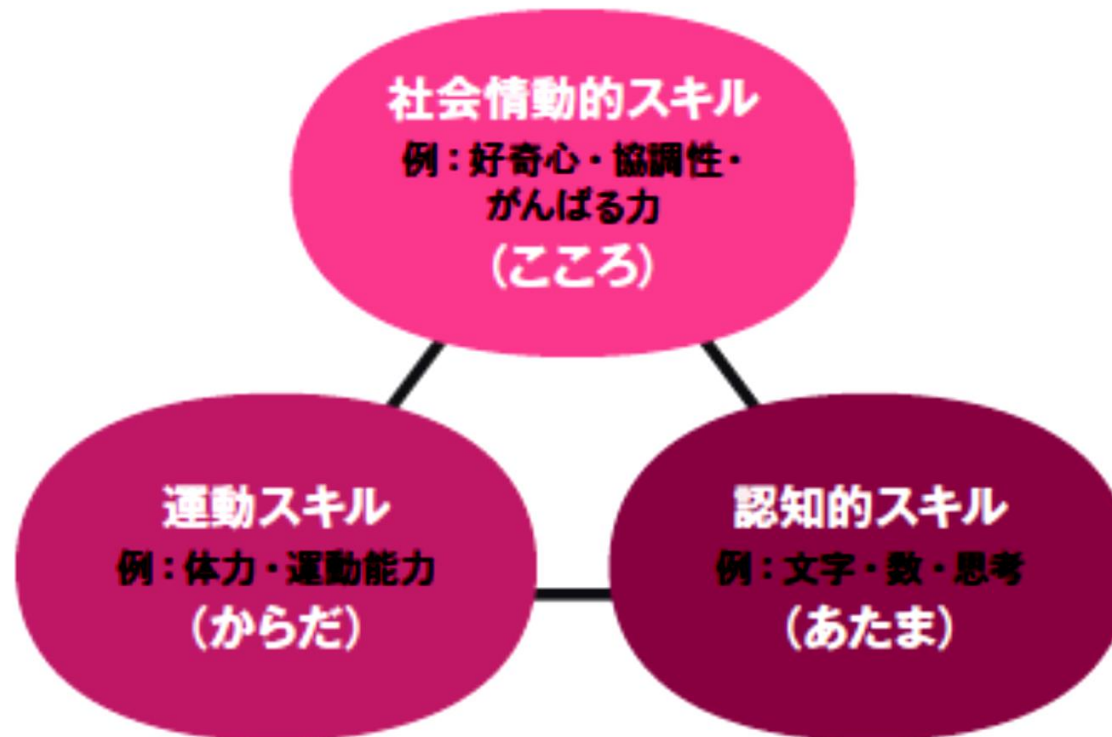 社会情動的スキル
例：好奇心・協調性・
がんばる力
（こころ）
運動スキル
例：体力・運動能力
（からだ）
認知的スキル
例：文字・数・思考
（あたま）